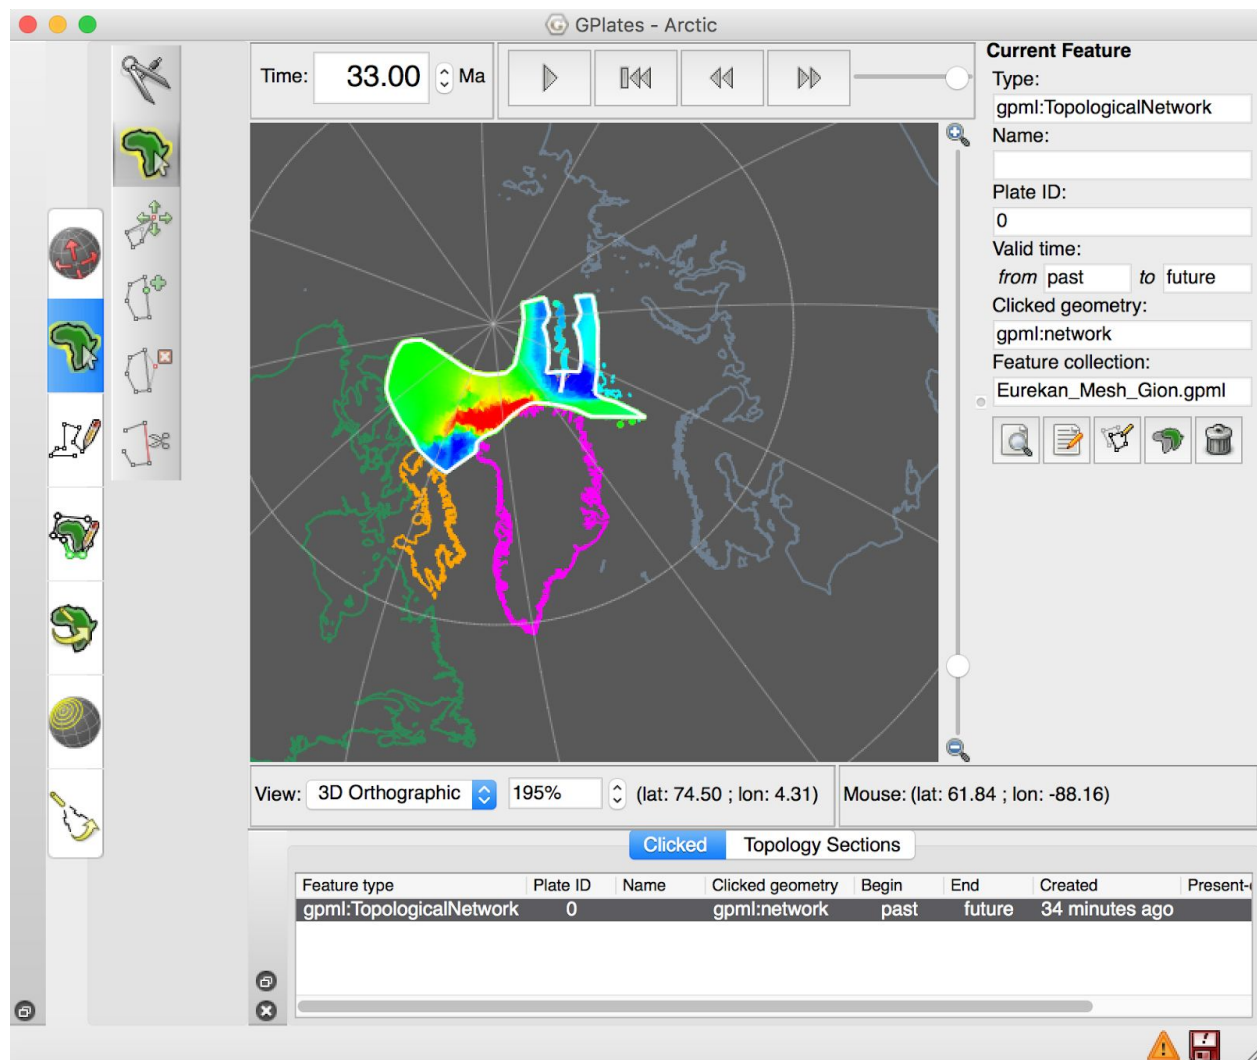 GPlates - Arctic
Time: 33.00 Ma
Current Feature
Type:
gpml:TopologicalNetwork
Name:
Plate ID:
0
Valid time:
from past to future
Clicked geometry:
gpml:network
Feature collection:
Eurekan_Mesh_Gion.gpml
View: 3D Orthographic 195% (lat: 74.50 ; lon: 4.31) Mouse: (lat: 61.84 ; lon: -88.16)
Clicked Topology Sections
Feature type Plate ID Name Clicked geometry Begin End Created Present-
gpml:TopologicalNetwork 0 gpml:network past future 34 minutes ago